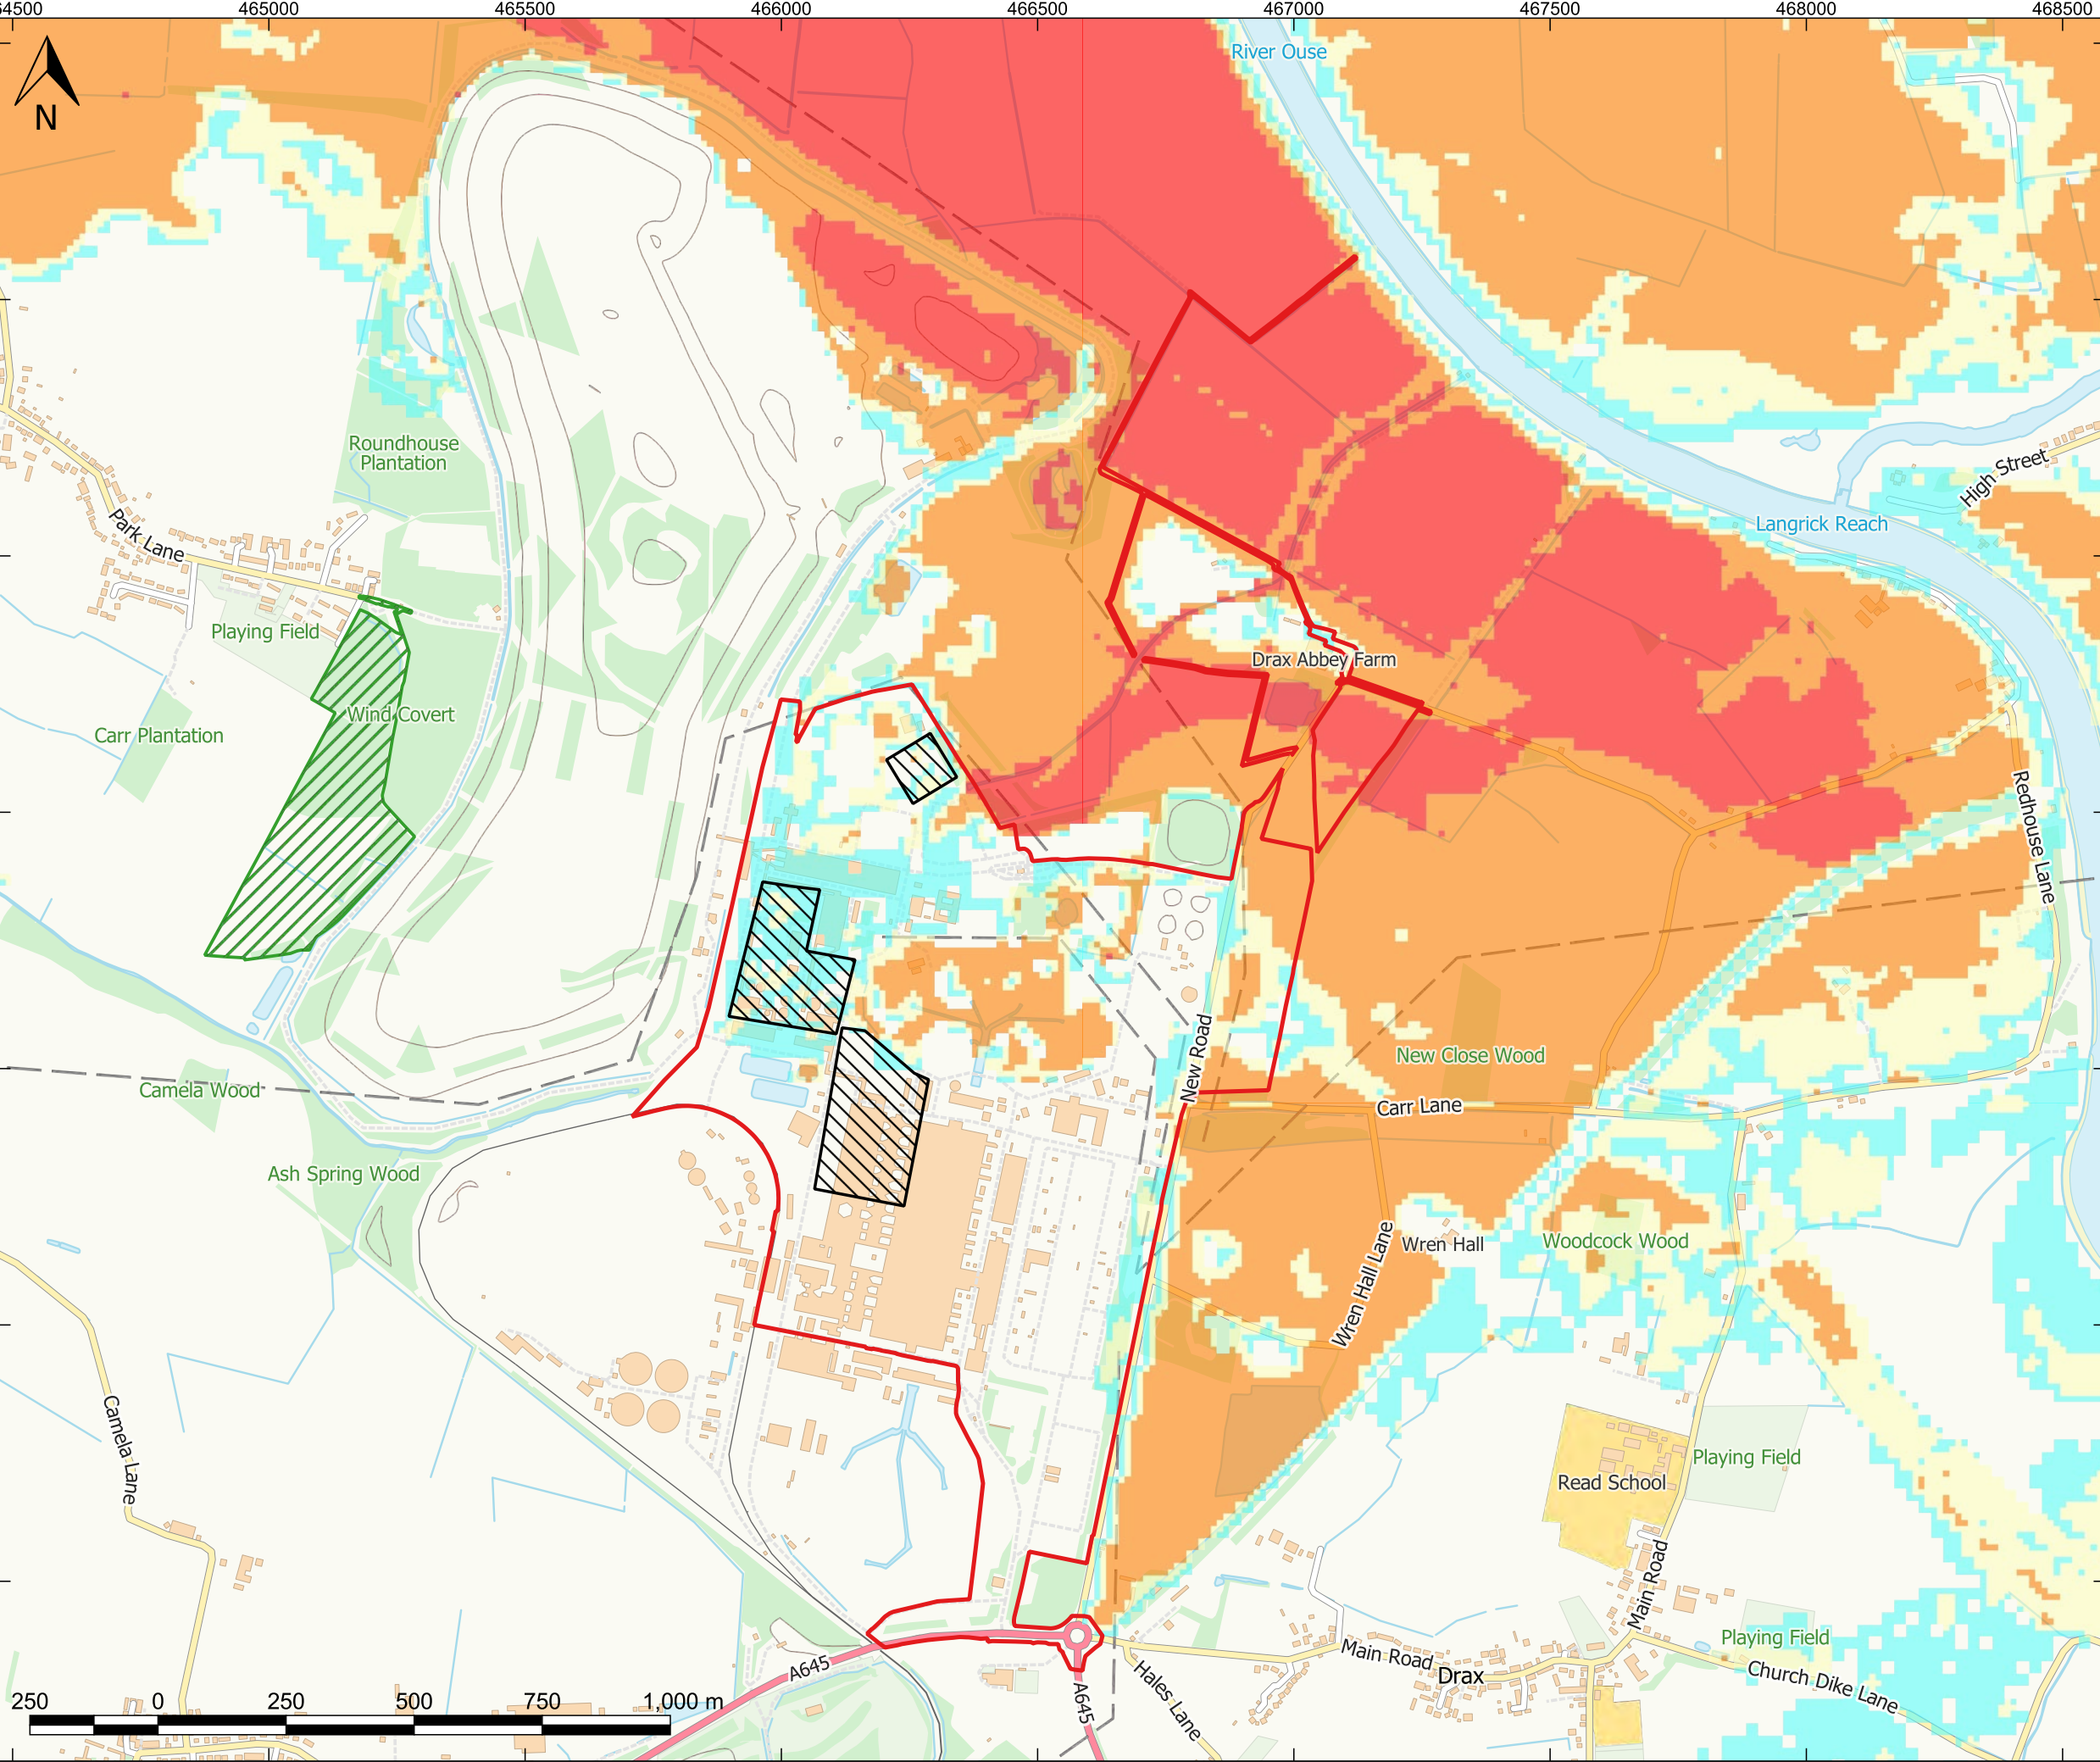 64500 465000 465500 466000 466500 467000 467500 468000 468500
N
River Ouse
Roundhouse
Plantation
High Street
Langrick Reach
Park Lane
Playing Field
Drax Abbey Farm
Wind Covert
Carr Plantation
Redhouse Lane
New Road
New Close Wood
Camela Wood
Carr Lane
Ash Spring Wood
Wren Hall
Woodcock Wood
Wren Hall Lane
Camela Lane
Playing Field
Read School
Main Road
Playing Field
Main Road
Drax
A645
Church Dike Lane
Hales Lane
A645
250 0 250 500 750 1,000 m